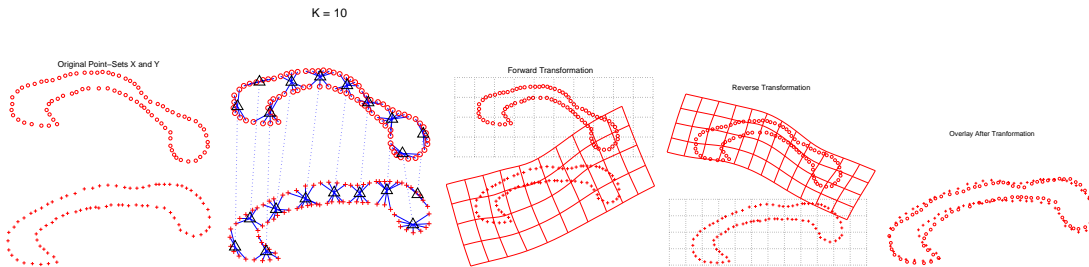 K = 10
Original Point-Sets X and Y
Forward Transformation
Reverse Transformation
Overlay After Tranformation